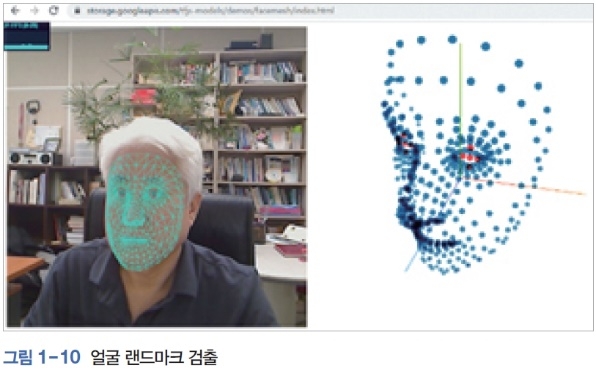 storage.googleapis.com/tfjs-models/demos/facemesh/index.html
그림 1-10 얼굴 랜드마크 검출